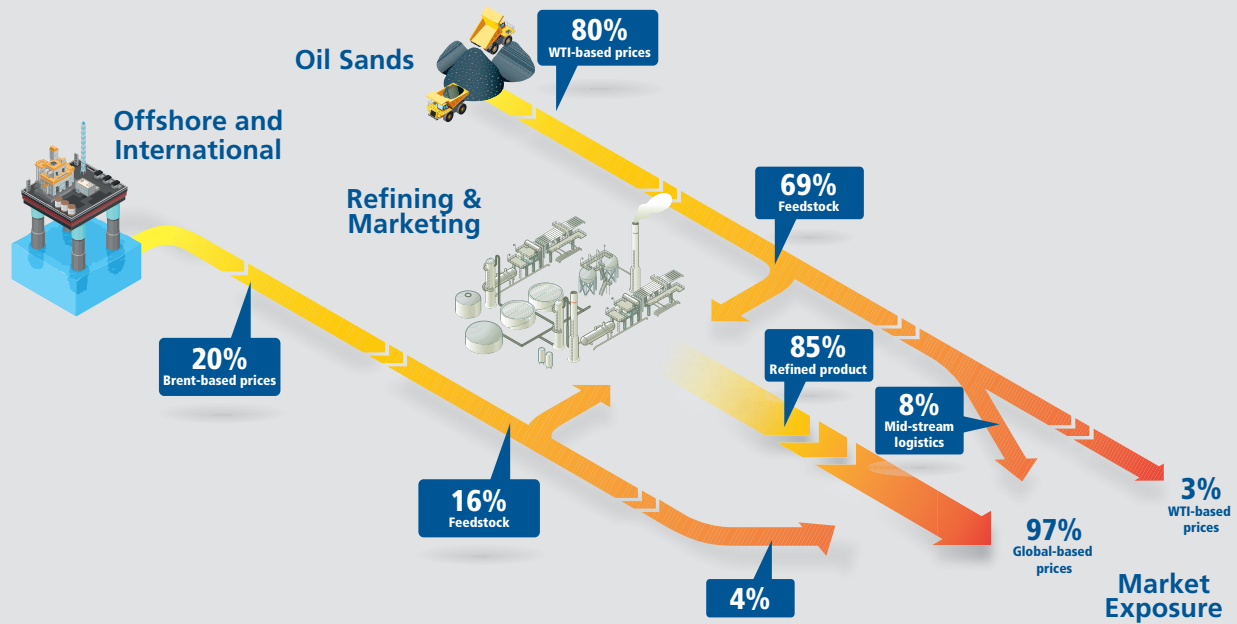 Oil Sands
80%
WTI-based prices
Offshore and
International
Refining &
Marketing
69%
Feedstock
20%
Brent-based prices
85%
Refined product
8%
Mid-stream
logistics
16%
Feedstock
3%
WTI-based
prices
97%
Global-based
prices
4%
Market
Exposure